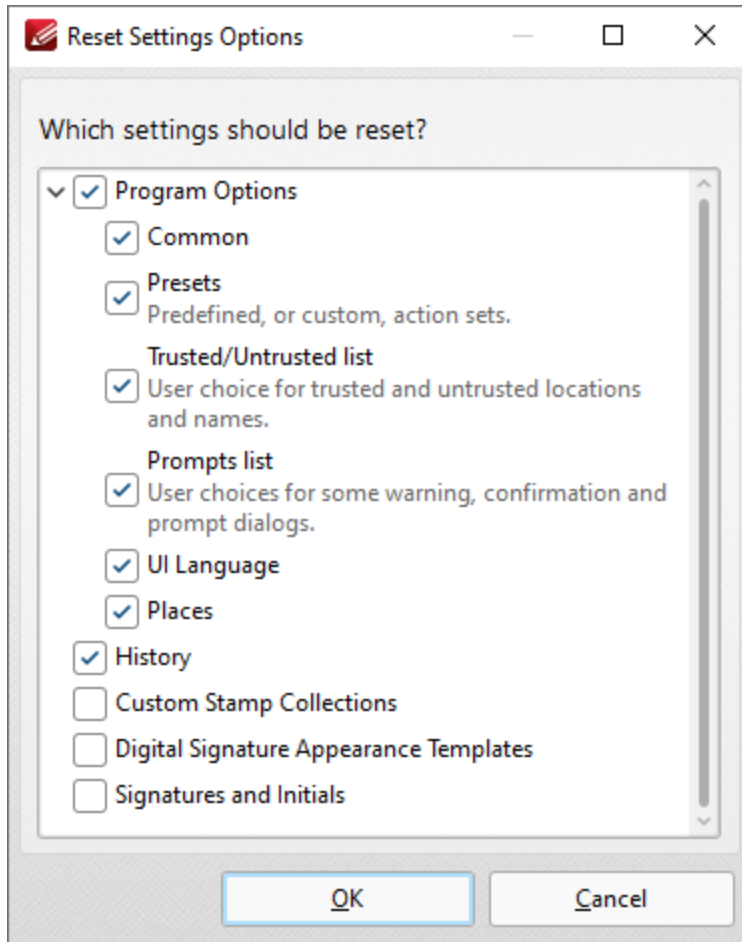 Reset Settings Options
Which settings should be reset?
Program Options
Common
Presets
Predefined, or custom, action sets.
Trusted/Untrusted list
User choice for trusted and untrusted locations
and names.
Prompts list
User choices for some warning, confirmation and
prompt dialogs.
UI Language
Places
History
Custom Stamp Collections
Digital Signature Appearance Templates
Signatures and Initials
OK
Cancel